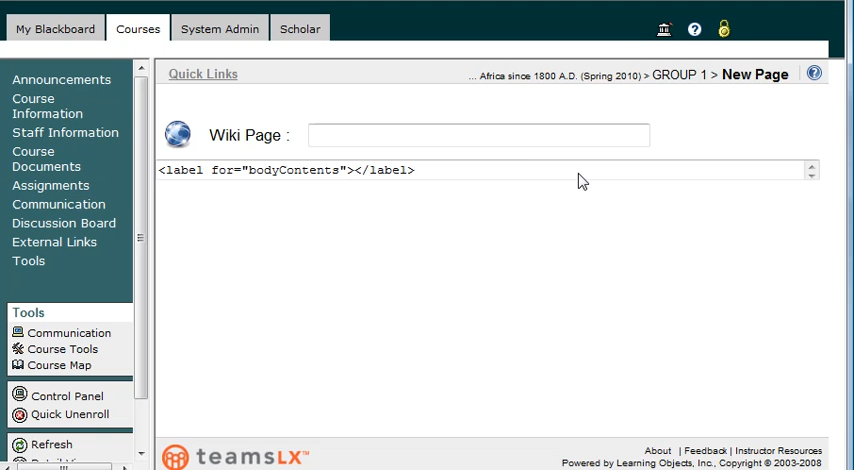 My Blackboard
Courses
System Admin
Scholar
Announcements
Course
Information
Staff Information
Course
Documents
Assignments
Communication
Discussion Board
External Links
Tools
Tools
Communication
Course Tools
Course Map
Control Panel
Quick Unenroll
Refresh
Quick Links
... Africa since 1800 A.D. (Spring 2010) > GROUP 1 > New Page
Wiki Page :
<label for="bodyContents"></label>
teamsLX™
About | Feedback | Instructor Resources
Powered by Learning Objects, Inc, Copyright © 2003-2008